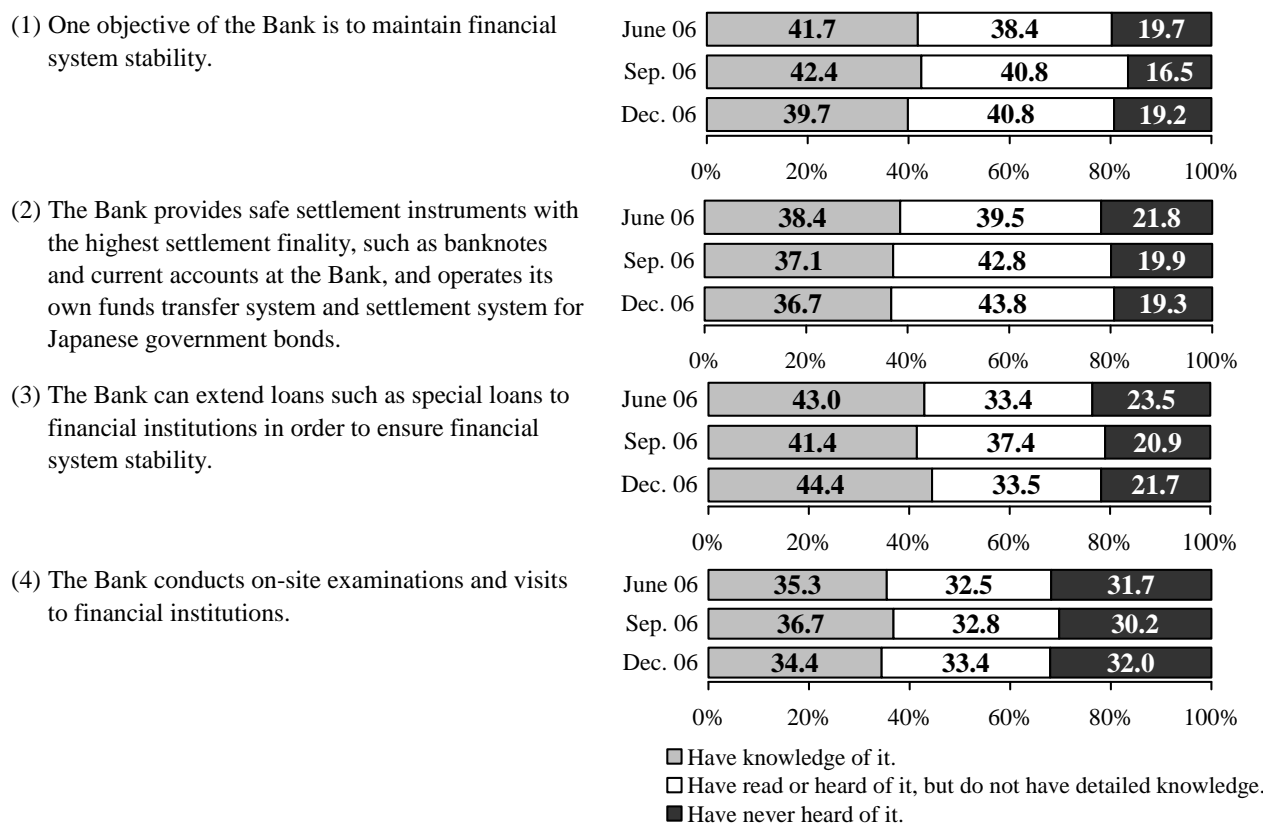 (1) One objective of the Bank is to maintain financial
system stability.
June 06 41.7 38.4 19.7
Sep. 06 42.4 40.8 16.5
Dec. 06 39.7 40.8 19.2
0% 20% 40% 60% 80% 100%
(2) The Bank provides safe settlement instruments with
the highest settlement finality, such as banknotes
and current accounts at the Bank, and operates its
own funds transfer system and settlement system for
Japanese government bonds.
June 06 38.4 39.5 21.8
Sep. 06 37.1 42.8 19.9
Dec. 06 36.7 43.8 19.3
0% 20% 40% 60% 80% 100%
(3) The Bank can extend loans such as special loans to
financial institutions in order to ensure financial
system stability.
June 06 43.0 33.4 23.5
Sep. 06 41.4 37.4 20.9
Dec. 06 44.4 33.5 21.7
0% 20% 40% 60% 80% 100%
(4) The Bank conducts on-site examinations and visits
to financial institutions.
June 06 35.3 32.5 31.7
Sep. 06 36.7 32.8 30.2
Dec. 06 34.4 33.4 32.0
0% 20% 40% 60% 80% 100%
Have knowledge of it.
Have read or heard of it, but do not have detailed knowledge.
Have never heard of it.